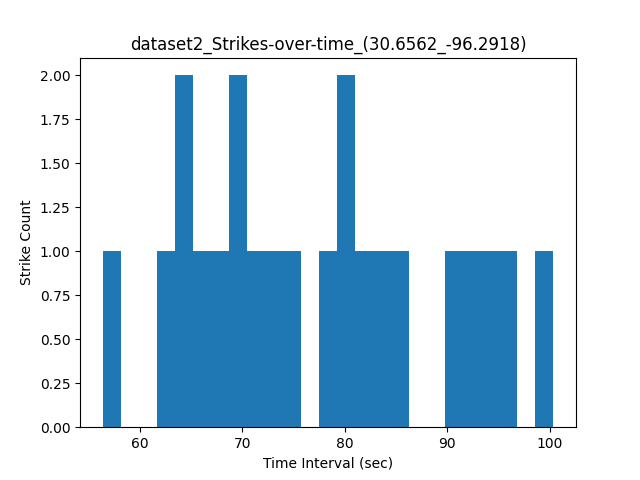 dataset2_Strikes-over-time_(30.6562_-96.2918)
2.00
1.75
1.50
1.25
1.00
0.75
0.50
0.25
0.00
Strike Count
60 70 80 90 100
Time Interval (sec)